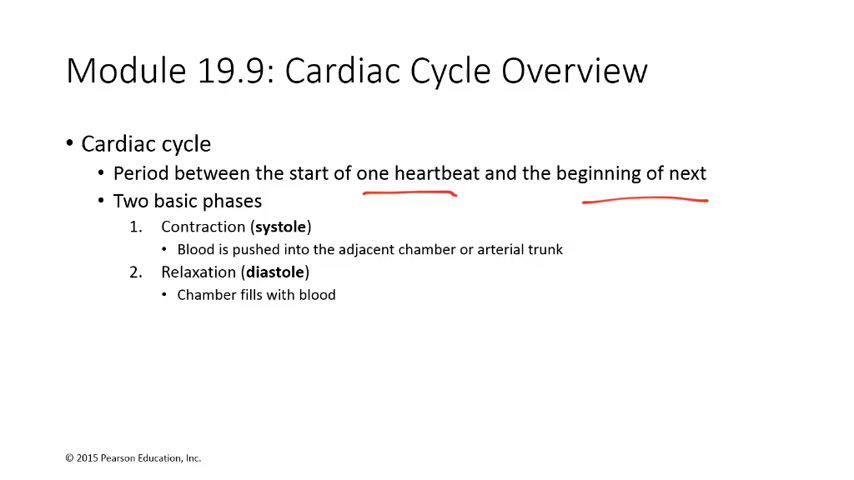 Module 19.9: Cardiac Cycle Overview
• Cardiac cycle
• Period between the start of one heartbeat and the beginning of next
• Two basic phases
1. Contraction (systole)
• Blood is pushed into the adjacent chamber or arterial trunk
2. Relaxation (diastole)
• Chamber fills with blood
© 2015 Pearson Education, Inc.